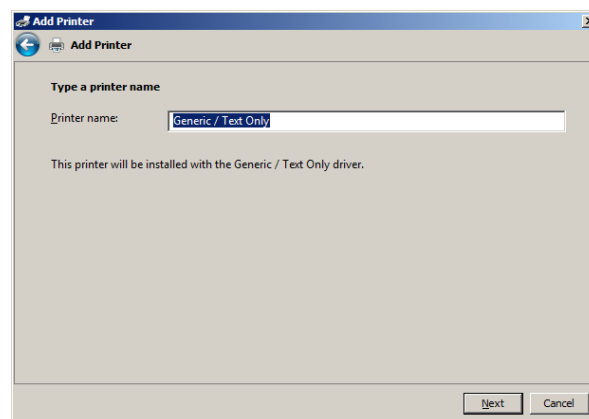 Add Printer
Add Printer
Type a printer name
Printer name: Generic / Text Only
This printer will be installed with the Generic / Text Only driver.
Next Cancel